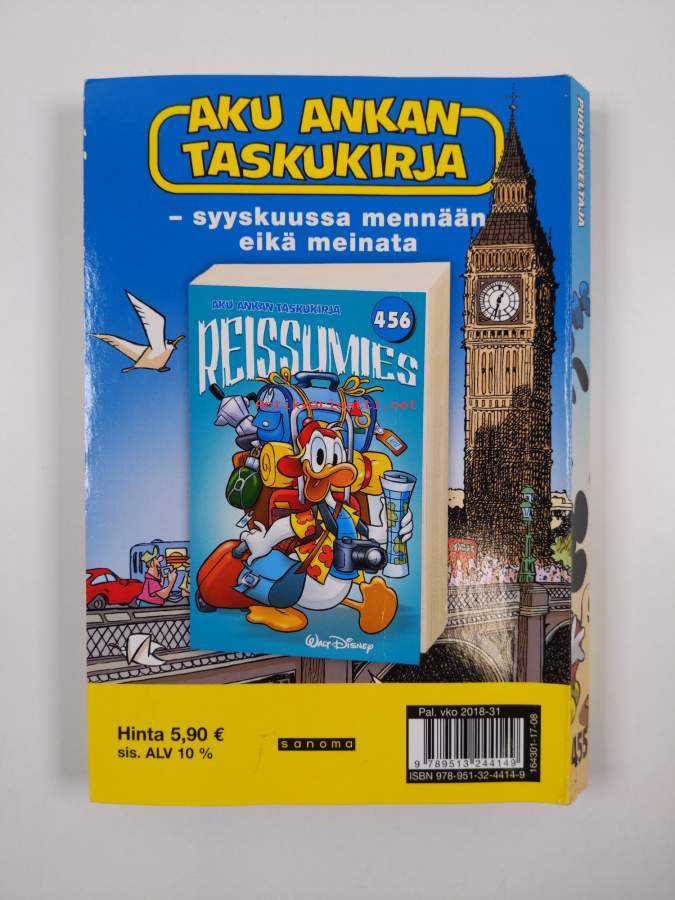 AKU ANKAN
TASKUKIRJA
– syyskuussa mennään
eikä meinata
AKU ANKAN TASKUKIRJA
456
REISSUMIES
Antikvariaatti.net
WALT DISNEY
Hinta 5,90 €
sis. ALV 10 %
sanoma
Pal. vko 2018-31
9 789513 244149
ISBN 978-951-32-4414-9
164301-17-08
PUOLISUKELTAJA
455